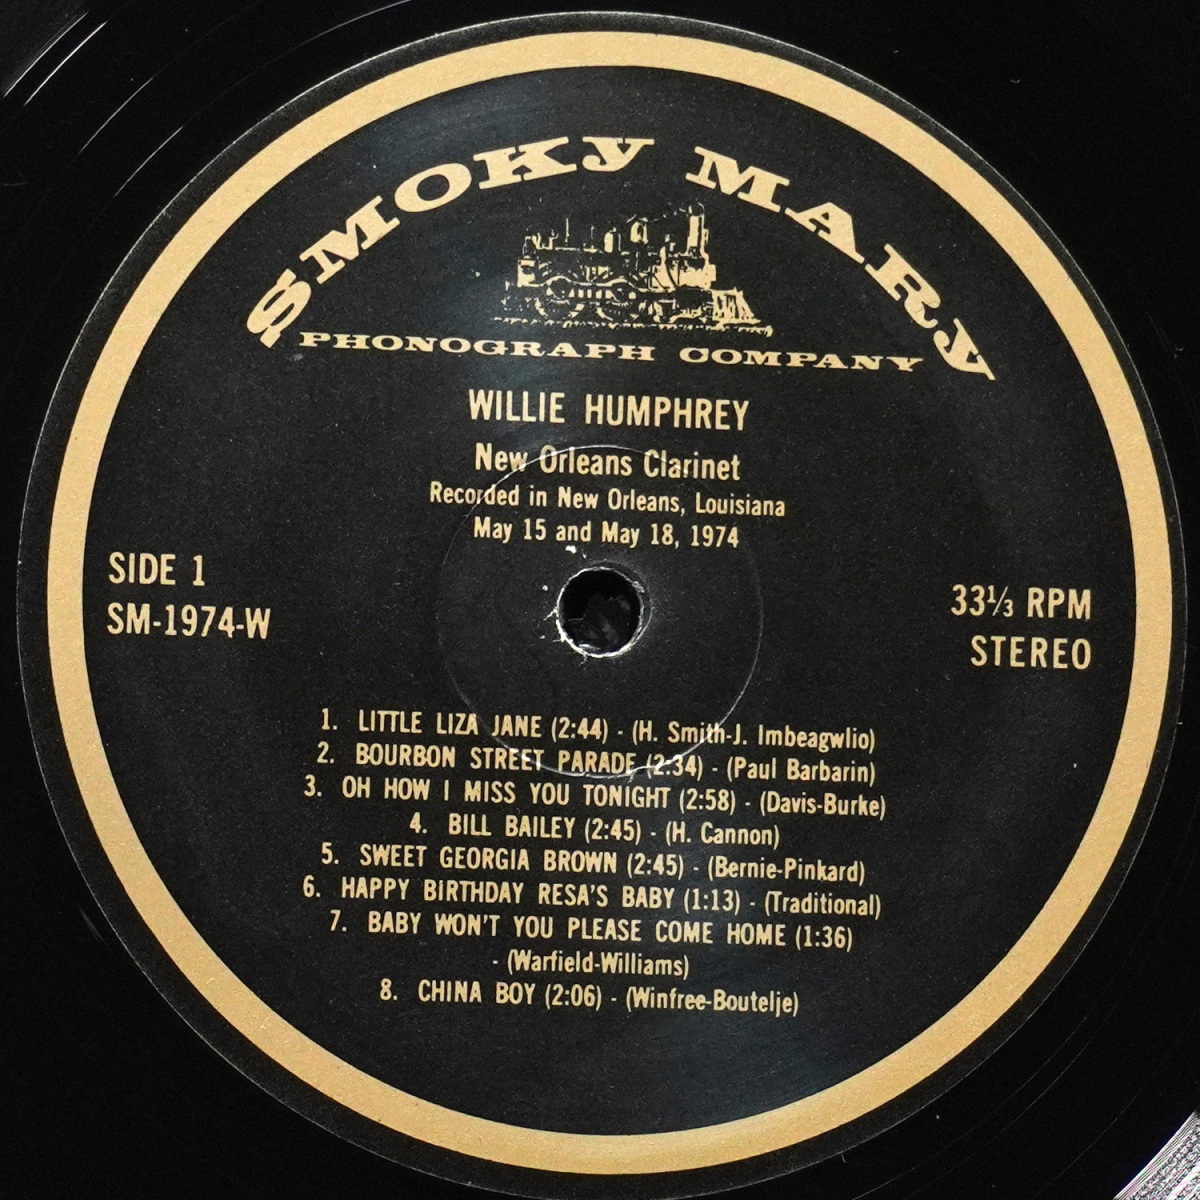 SMOKY MARY
PHONOGRAPH COMPANY
WILLIE HUMPHREY
New Orleans Clarinet
Recorded in New Orleans, Louisiana
May 15 and May 18, 1974
SIDE 1
SM-1974-W
33⅓ RPM
STEREO
1. LITTLE LIZA JANE (2:44) - (H. Smith-J. Imbeagwlio)
2. BOURBON STREET PARADE (2:34) - (Paul Barbarin)
3. OH HOW I MISS YOU TONIGHT (2:58) - (Davis-Burke)
4. BILL BAILEY (2:45) - (H. Cannon)
5. SWEET GEORGIA BROWN (2:45) - (Bernie-Pinkard)
6. HAPPY BIRTHDAY RESA'S BABY (1:13) - (Traditional)
7. BABY WON'T YOU PLEASE COME HOME (1:36)
- (Warfield-Williams)
8. CHINA BOY (2:06) - (Winfree-Boutelje)